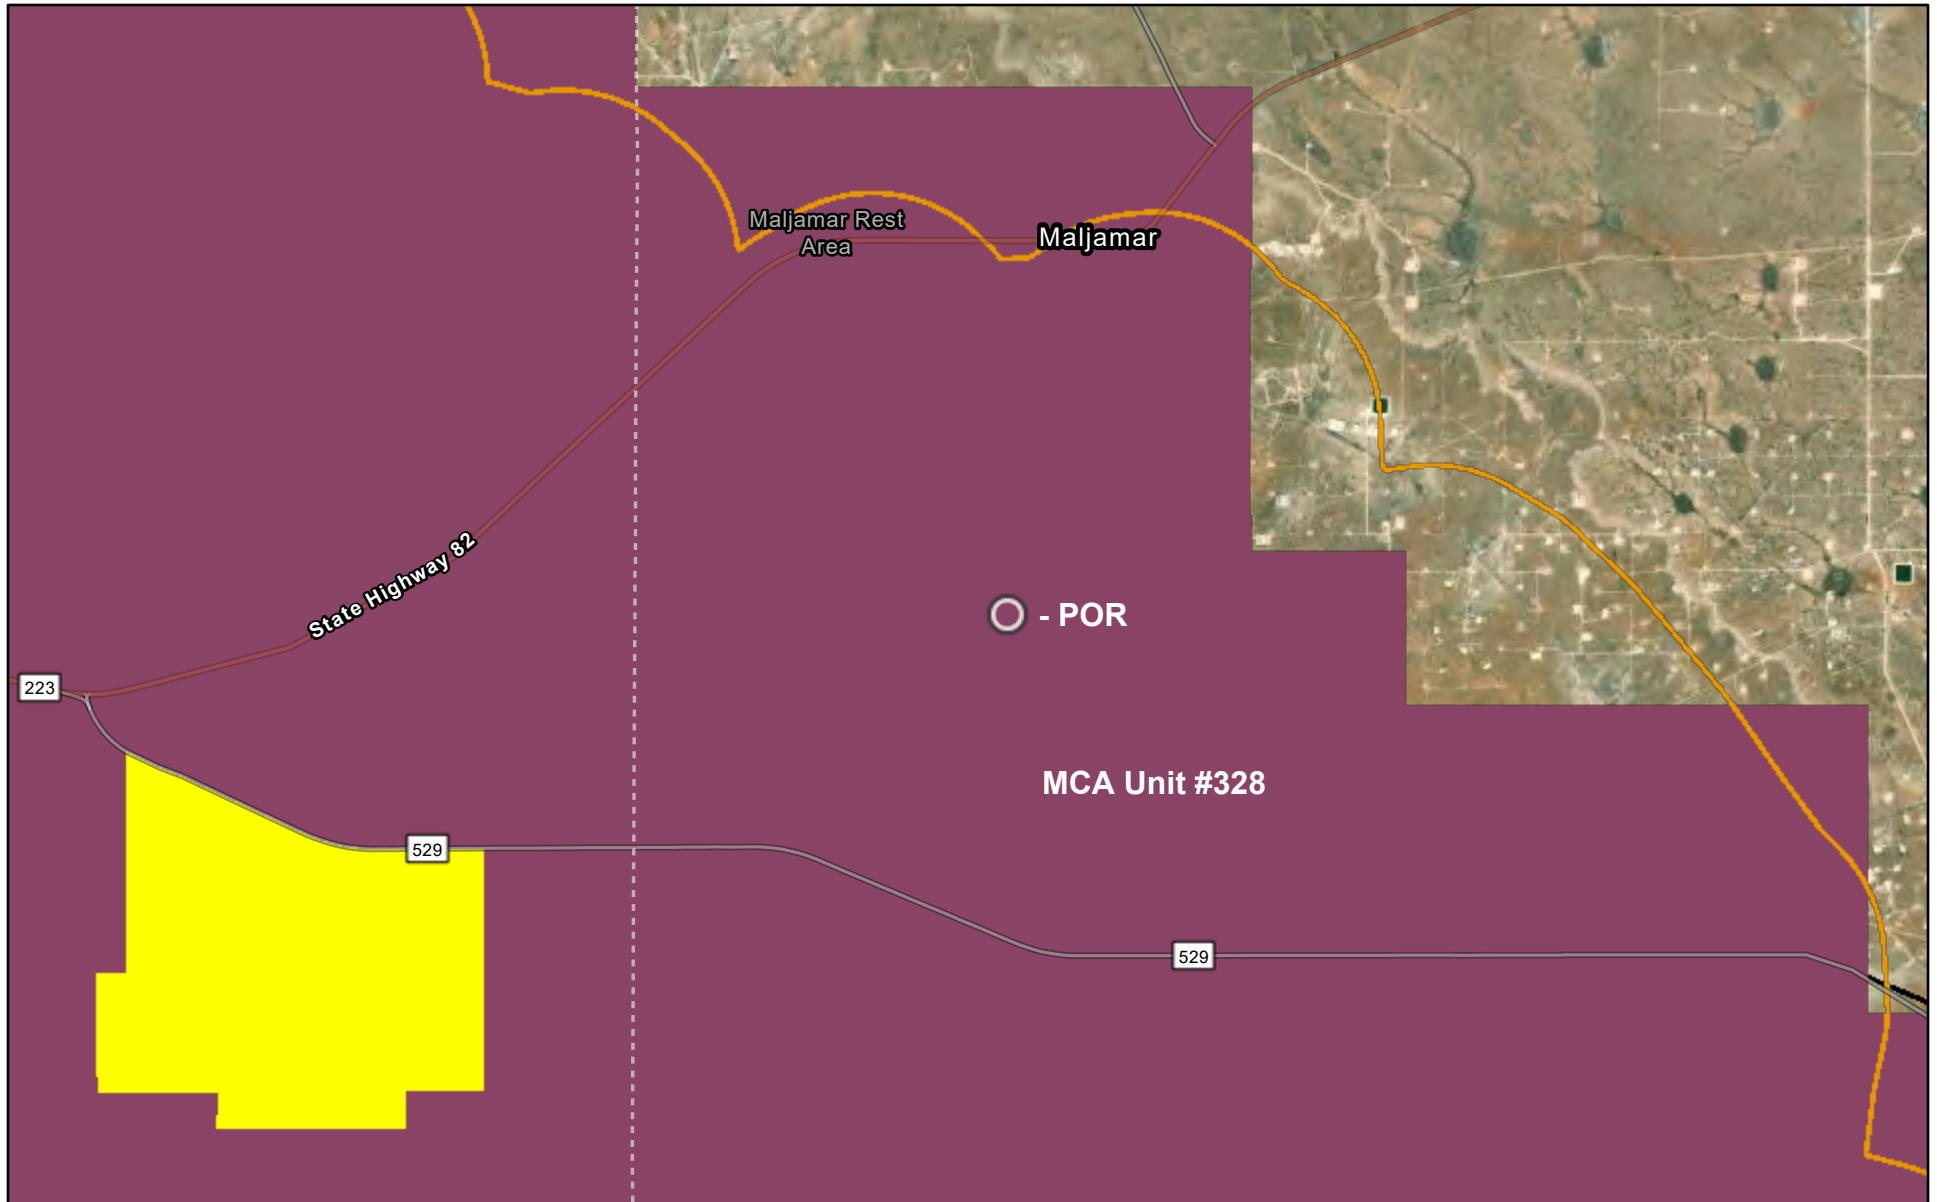 Maljamar Rest
Area
Maljamar
State Highway 82
- POR
223
MCA Unit #328
529
529